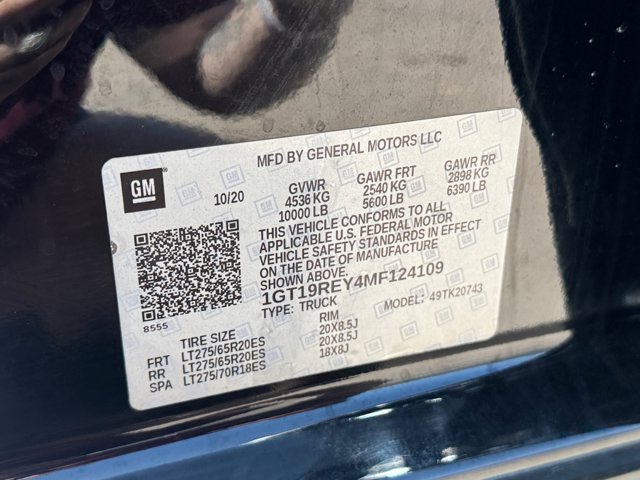 MFD BY GENERAL MOTORS LLC
GM
10/20
GVWR
4536 KG
10000 LB
GAWR FRT
2540 KG
5600 LB
GAWR RR
2898 KG
6390 LB
THIS VEHICLE CONFORMS TO ALL
APPLICABLE U.S. FEDERAL MOTOR
VEHICLE SAFETY STANDARDS IN EFFECT
ON THE DATE OF MANUFACTURE
SHOWN ABOVE.
1GT19REY4MF124109
TYPE: TRUCK
MODEL: 49TK20743
8555
TIRE SIZE RIM
FRT LT275/65R20ES 20X8.5J
RR LT275/65R20ES 20X8.5J
SPA LT275/70R18ES 18X8J